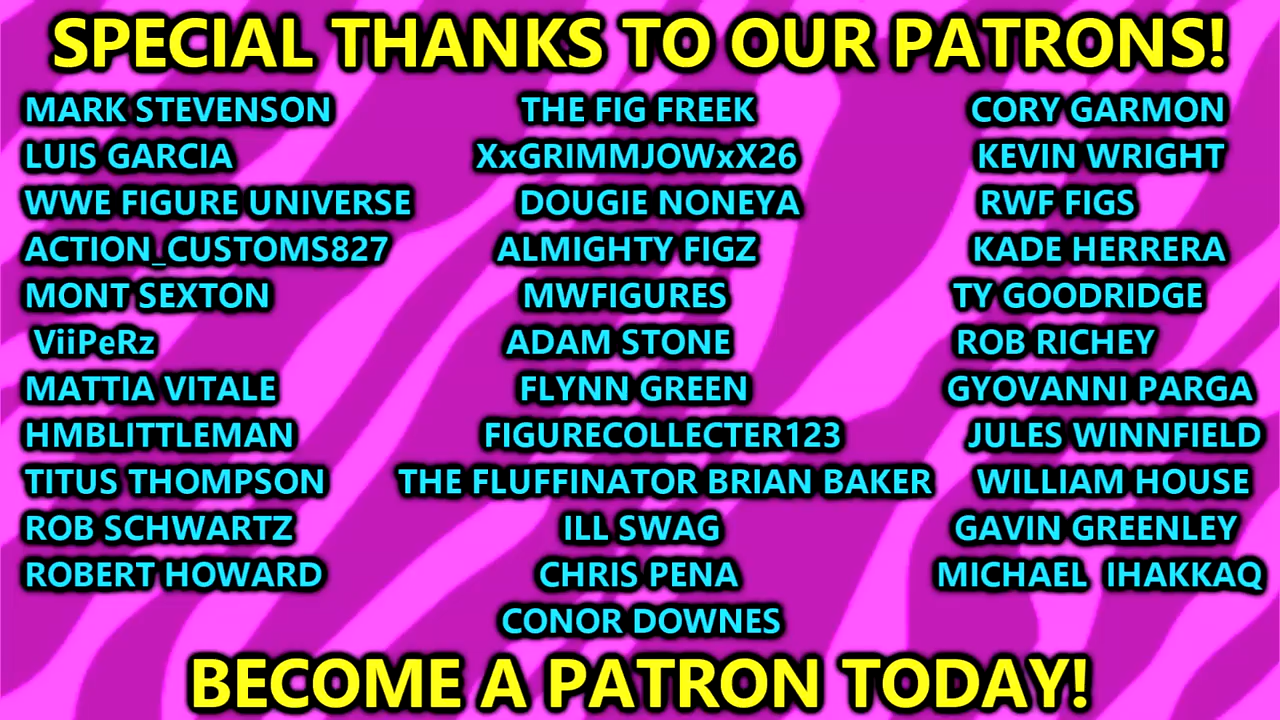 SPECIAL THANKS TO OUR PATRONS!
MARK STEVENSON
LUIS GARCIA
WWE FIGURE UNIVERSE
ACTION_CUSTOMS827
MONT SEXTON
ViiPeRz
MATTIA VITALE
HMBLITTLEMAN
TITUS THOMPSON
ROB SCHWARTZ
ROBERT HOWARD
THE FIG FREEK
XxGRIMMJOWxX26
DOUGIE NONEYA
ALMIGHTY FIGZ
MWFIGURES
ADAM STONE
FLYNN GREEN
FIGURECOLLECTER123
THE FLUFFINATOR BRIAN BAKER
ILL SWAG
CHRIS PENA
CONOR DOWNES
CORY GARMON
KEVIN WRIGHT
RWF FIGS
KADE HERRERA
TY GOODRIDGE
ROB RICHEY
GYOVANNI PARGA
JULES WINNFIELD
WILLIAM HOUSE
GAVIN GREENLEY
MICHAEL IHAKKAQ
BECOME A PATRON TODAY!